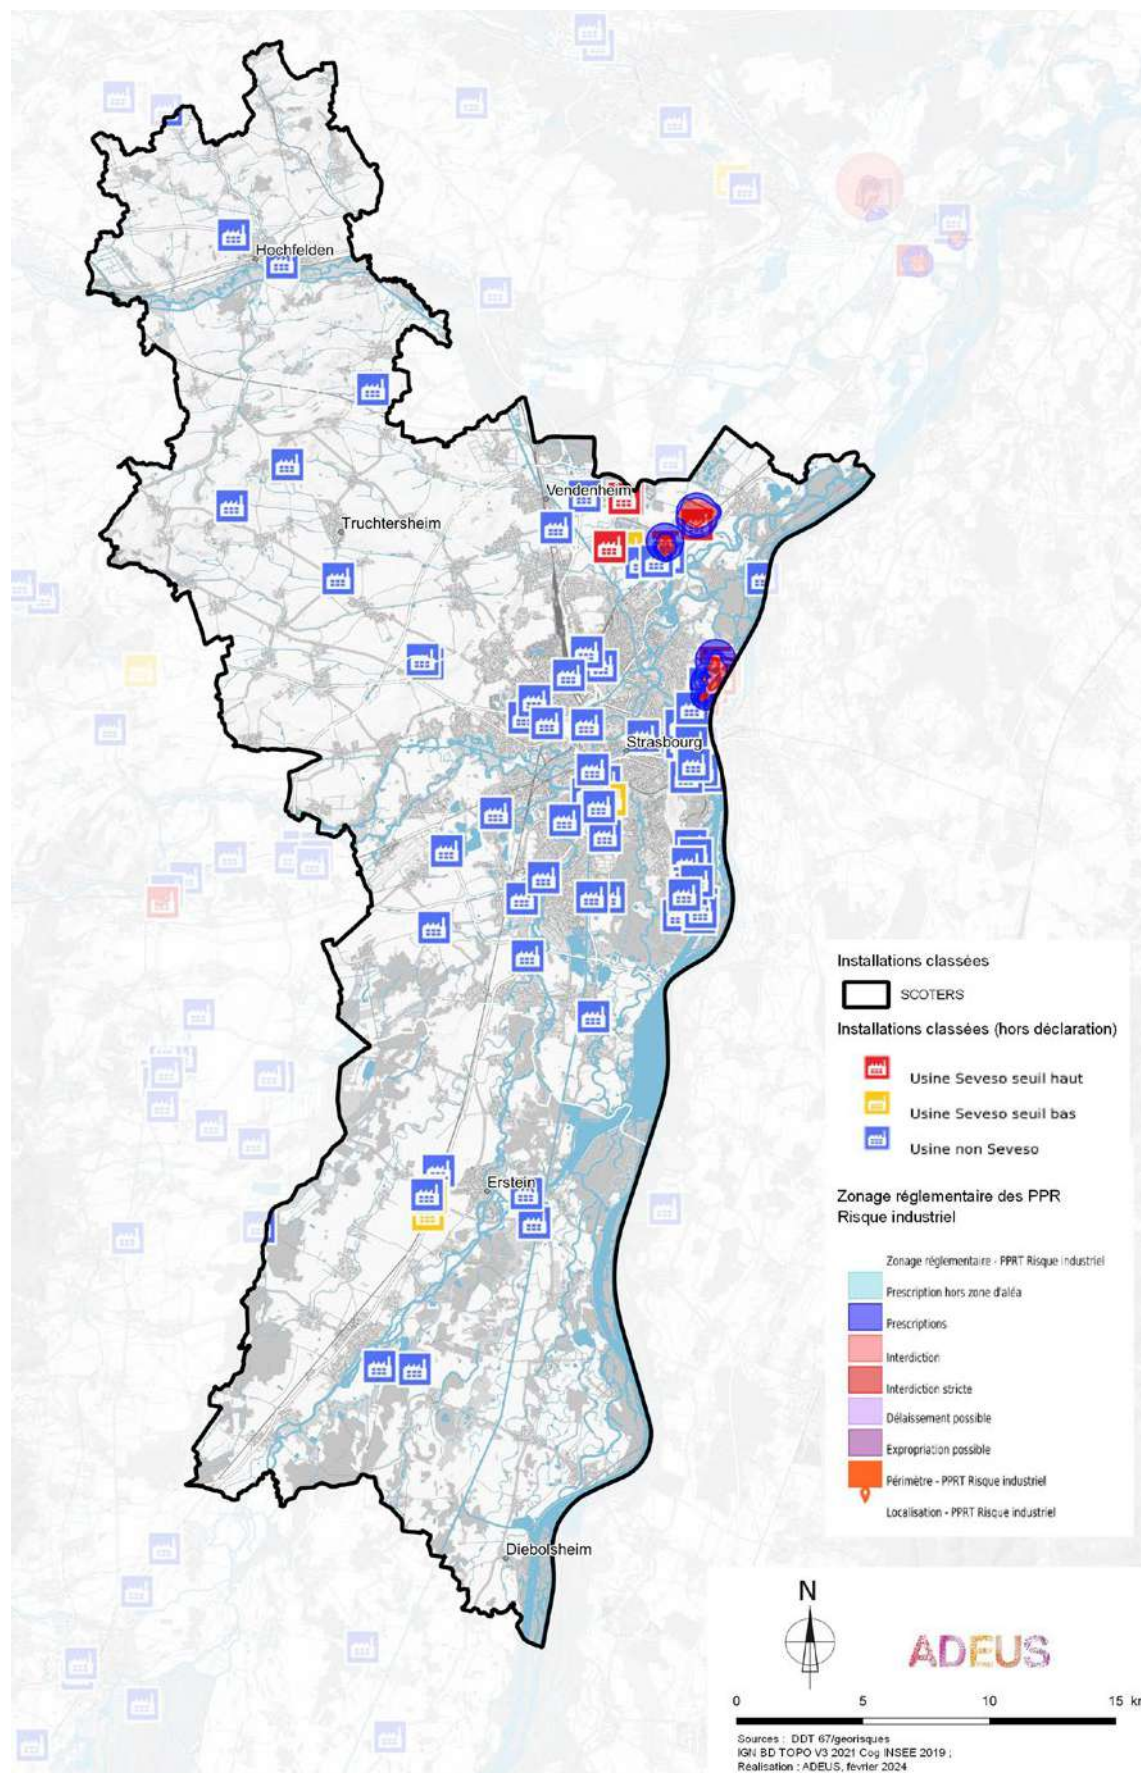 Hochfelden
Vendenheim
Truchtersheim
Strasbourg
Erstein
Diebolsheim
Installations classées
SCOTERS
Installations classées (hors déclaration)
Usine Seveso seuil haut
Usine Seveso seuil bas
Usine non Seveso
Zonage réglementaire des PPR
Risque industriel
Zonage réglementaire - PPRT Risque industriel
Prescription hors zone d'aléa
Prescriptions
Interdiction
Interdiction stricte
Délaissement possible
Expropriation possible
Périmètre - PPRT Risque industriel
Localisation - PPRT Risque industriel
N
ADEUS
0 5 10 15 km
Sources : DDT 67/georisques
IGN BD TOPO V3 2021 Cog INSEE 2019 ;
Réalisation : ADEUS, fevrier 2024